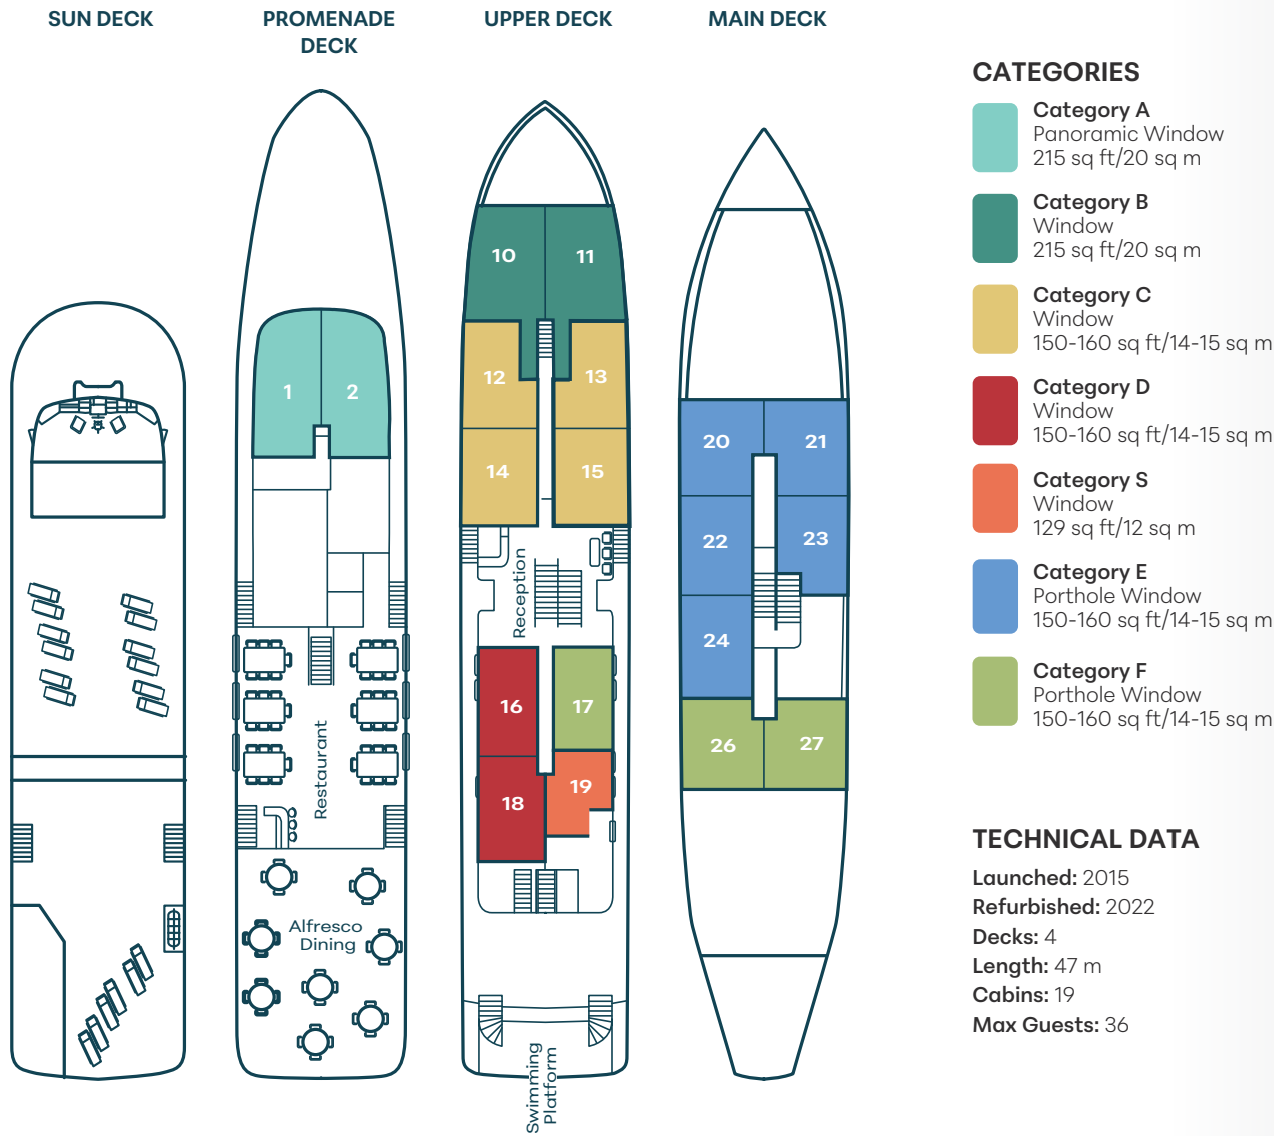 SUN DECK
PROMENADE
DECK
UPPER DECK
MAIN DECK
1
2
Restaurant
Alfresco
Dining
10
11
12
13
14
15
Reception
16
17
18
19
Swimming
Platform
20
21
22
23
24
26
27
CATEGORIES
Category A
Panoramic Window
215 sq ft/20 sq m
Category B
Window
215 sq ft/20 sq m
Category C
Window
150-160 sq ft/14-15 sq m
Category D
Window
150-160 sq ft/14-15 sq m
Category S
Window
129 sq ft/12 sq m
Category E
Porthole Window
150-160 sq ft/14-15 sq m
Category F
Porthole Window
150-160 sq ft/14-15 sq m
TECHNICAL DATA
Launched: 2015
Refurbished: 2022
Decks: 4
Length: 47 m
Cabins: 19
Max Guests: 36